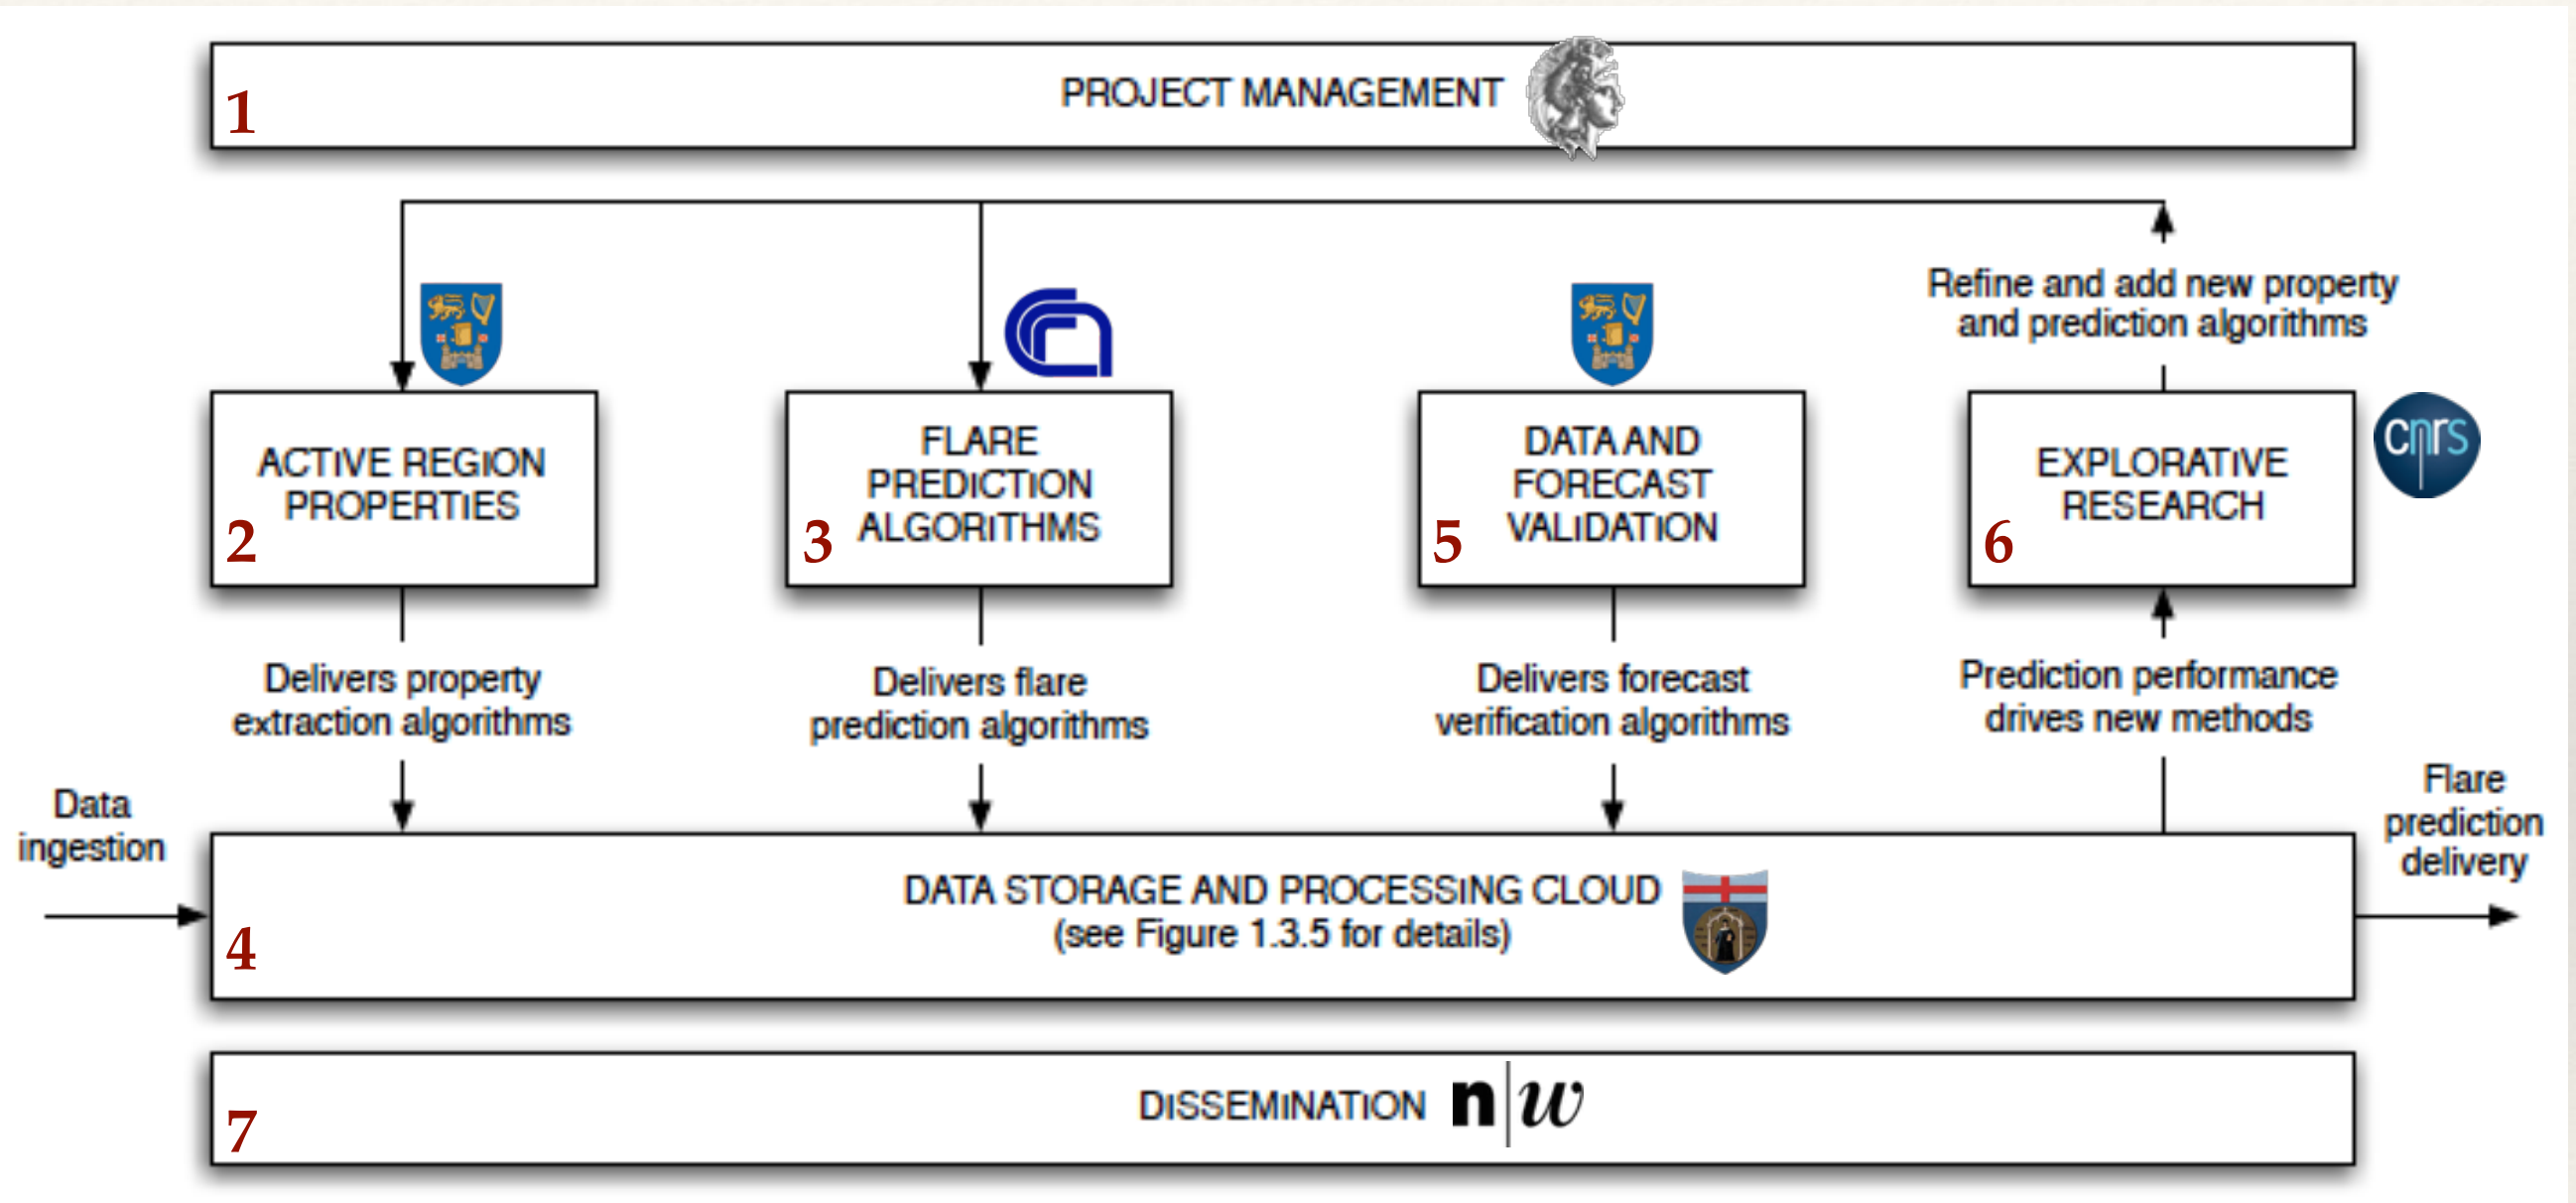 PROJECT MANAGEMENT
1
Refine and add new property
and prediction algorithms
ACTIVE REGION
PROPERTIES
2
FLARE
PREDICTION
ALGORITHMS
3
DATA AND
FORECAST
VALIDATION
5
EXPLORATIVE
RESEARCH
6
cnrs
Delivers property
extraction algorithms
Delivers flare
prediction algorithms
Delivers forecast
verification algorithms
Prediction performance
drives new methods
Data
ingestion
Flare
prediction
delivery
DATA STORAGE AND PROCESSING CLOUD
(see Figure 1.3.5 for details)
4
DISSEMINATION n|w
7